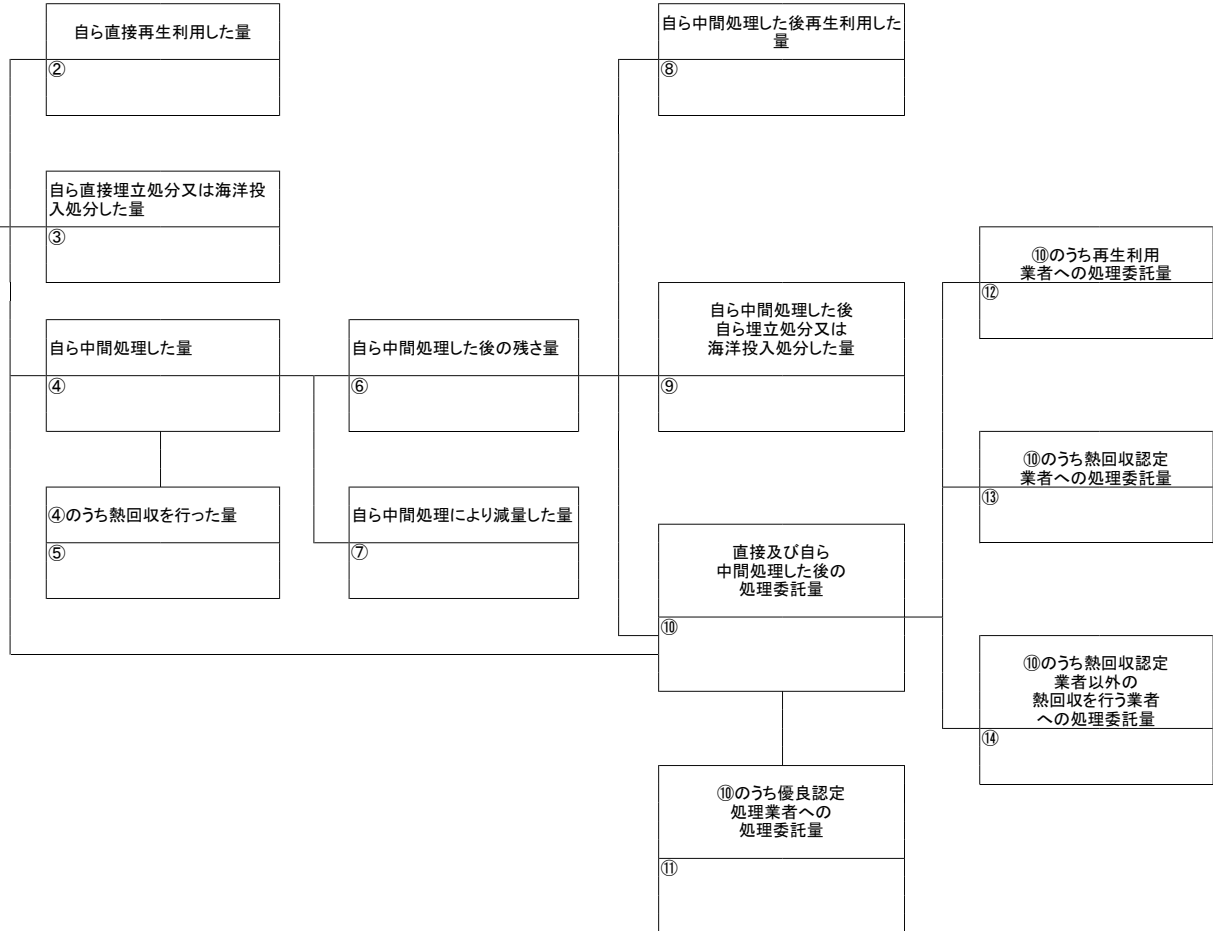 自ら直接再生利用した量
②
自ら中間処理した後再生利用した
量
⑧
自ら直接埋立処分又は海洋投
入処分した量
③
⑩のうち再生利用
業者への処理委託量
⑫
自ら中間処理した量
④
自ら中間処理した後の残さ量
⑥
自ら中間処理した後
自ら埋立処分又は
海洋投入処分した量
⑨
⑩のうち熱回収認定
業者への処理委託量
⑬
④のうち熱回収を行った量
⑤
自ら中間処理により減量した量
⑦
直接及び自ら
中間処理した後の
処理委託量
⑩
⑩のうち熱回収認定
業者以外の
熱回収を行う業者
への処理委託量
⑭
⑩のうち優良認定
処理業者への
処理委託量
⑪